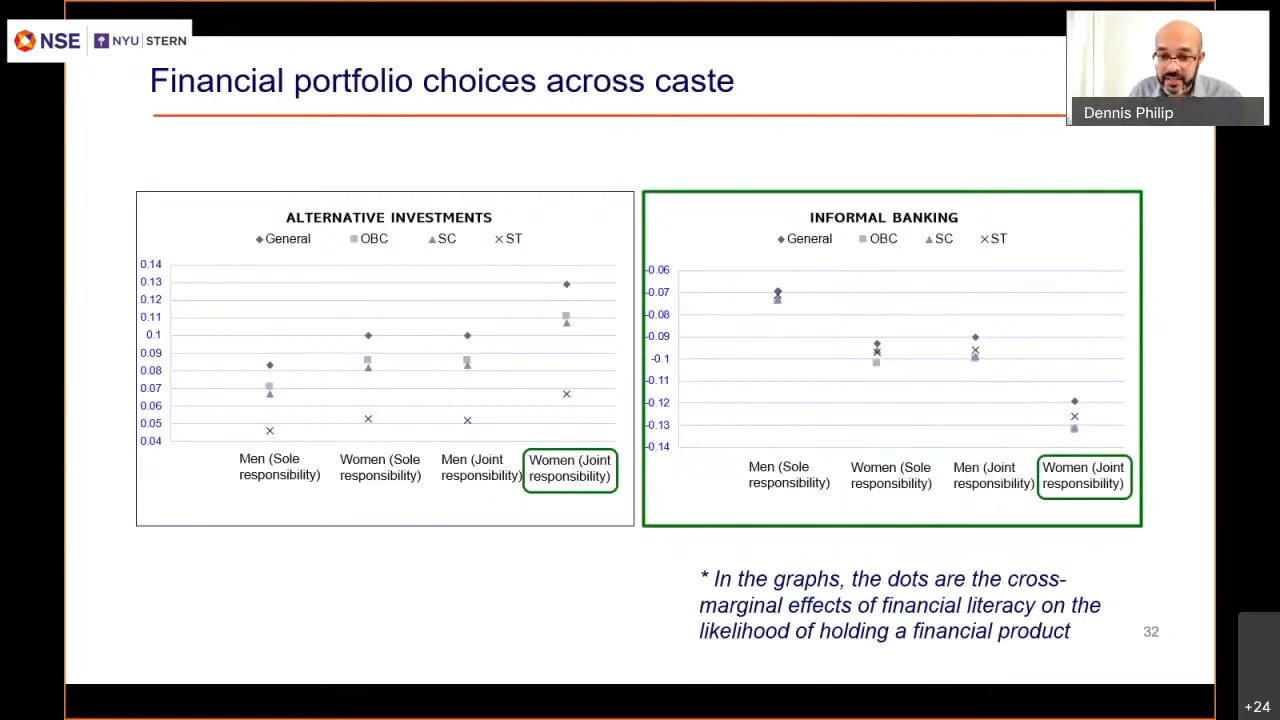 NSE NYU STERN
Financial portfolio choices across caste
Dennis Philip
ALTERNATIVE INVESTMENTS
General OBC SC ST
0.14
0.13
0.12
0.11
0.1
0.09
0.08
0.07
0.06
0.05
0.04
Men (Sole responsibility)
Women (Sole responsibility)
Men (Joint responsibility)
Women (Joint responsibility)
INFORMAL BANKING
General OBC SC ST
-0.06
-0.07
-0.08
-0.09
-0.1
-0.11
-0.12
-0.13
-0.14
Men (Sole responsibility)
Women (Sole responsibility)
Men (Joint responsibility)
Women (Joint responsibility)
* In the graphs, the dots are the cross-
marginal effects of financial literacy on the
likelihood of holding a financial product
32
+24